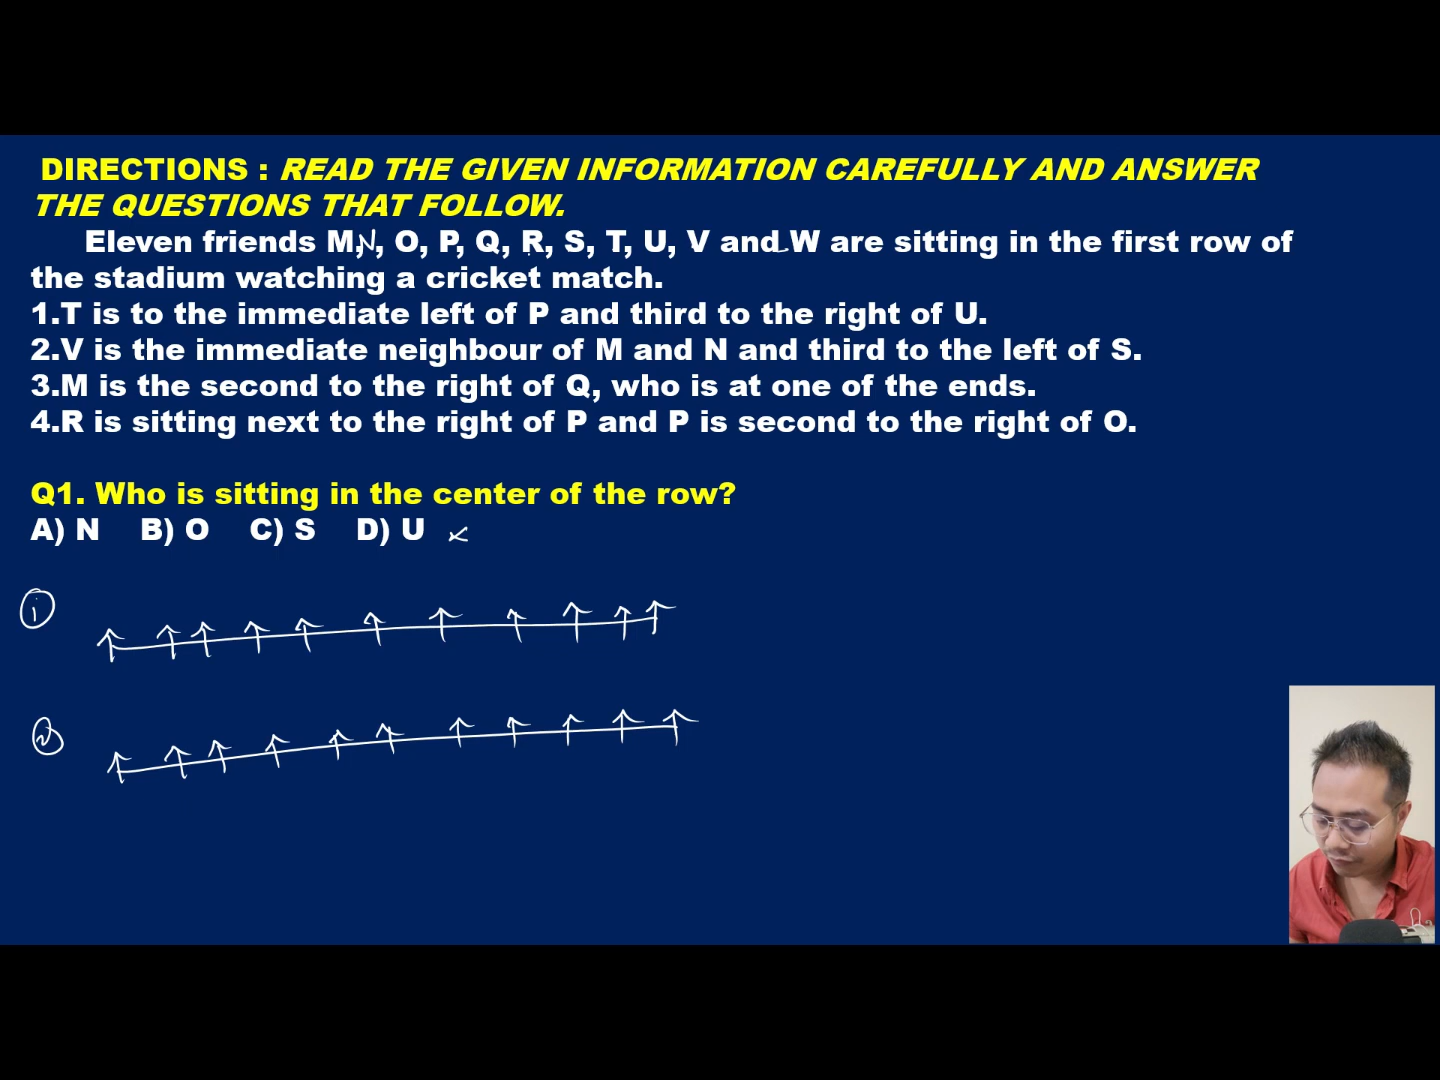 DIRECTIONS : READ THE GIVEN INFORMATION CAREFULLY AND ANSWER
THE QUESTIONS THAT FOLLOW.
Eleven friends M,N, O, P, Q, R, S, T, U, V and W are sitting in the first row of
the stadium watching a cricket match.
1.T is to the immediate left of P and third to the right of U.
2.V is the immediate neighbour of M and N and third to the left of S.
3.M is the second to the right of Q, who is at one of the ends.
4.R is sitting next to the right of P and P is second to the right of O.
Q1. Who is sitting in the center of the row?
A) N B) O C) S D) U
1
2